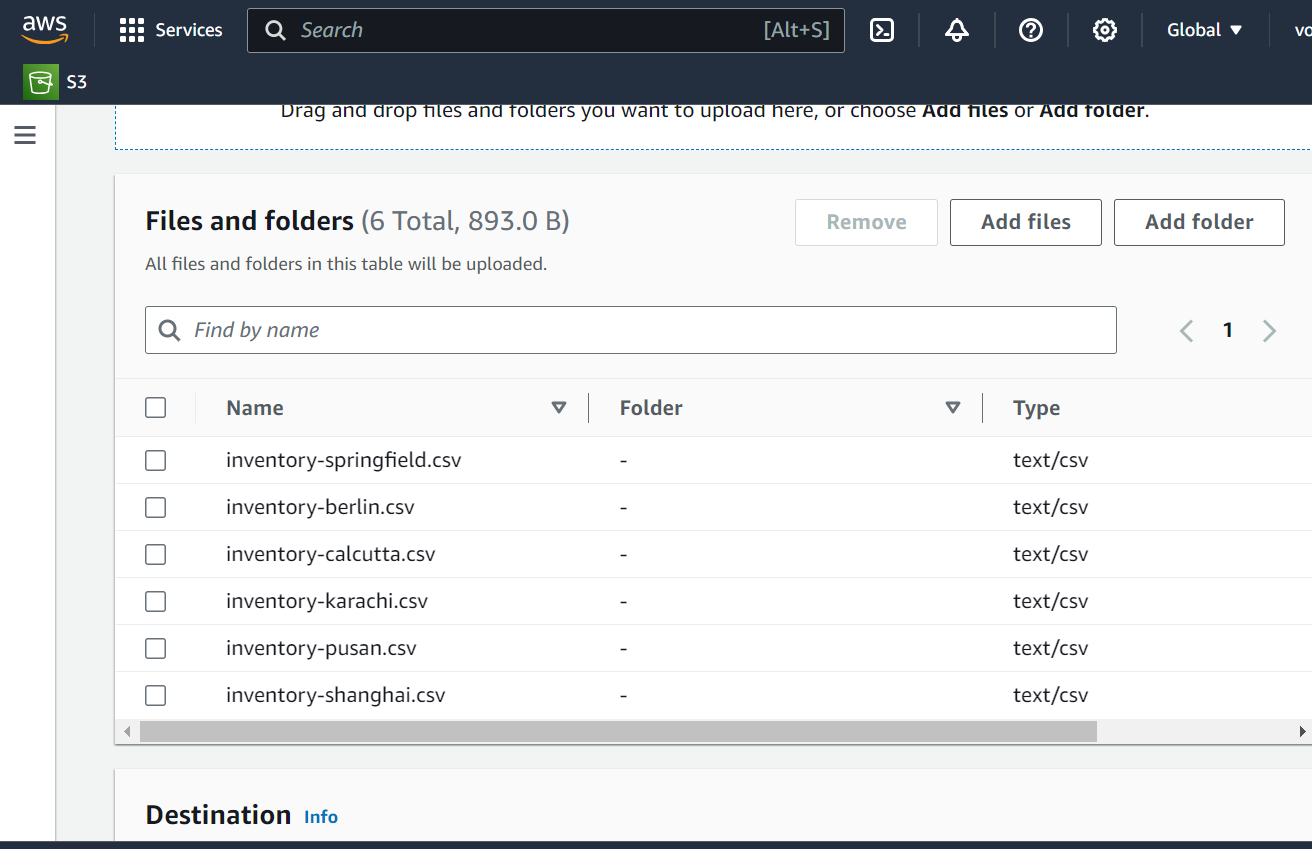 aws Services Search [Alt+S] Global
S3
Drag and drop files and folders you want to upload here, or choose Add files or Add folder.
Files and folders (6 Total, 893.0 B) Remove Add files Add folder
All files and folders in this table will be uploaded.
Find by name 1
Name Folder Type
inventory-springfield.csv - text/csv
inventory-berlin.csv - text/csv
inventory-calcutta.csv - text/csv
inventory-karachi.csv - text/csv
inventory-pusan.csv - text/csv
inventory-shanghai.csv - text/csv
Destination Info